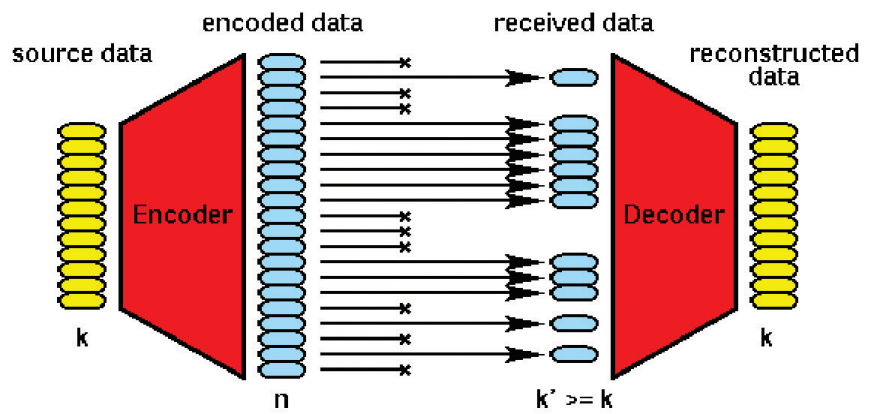 encoded data
received data
source data
reconstructed
data
Encoder
Decoder
k
k
n
k' >= k